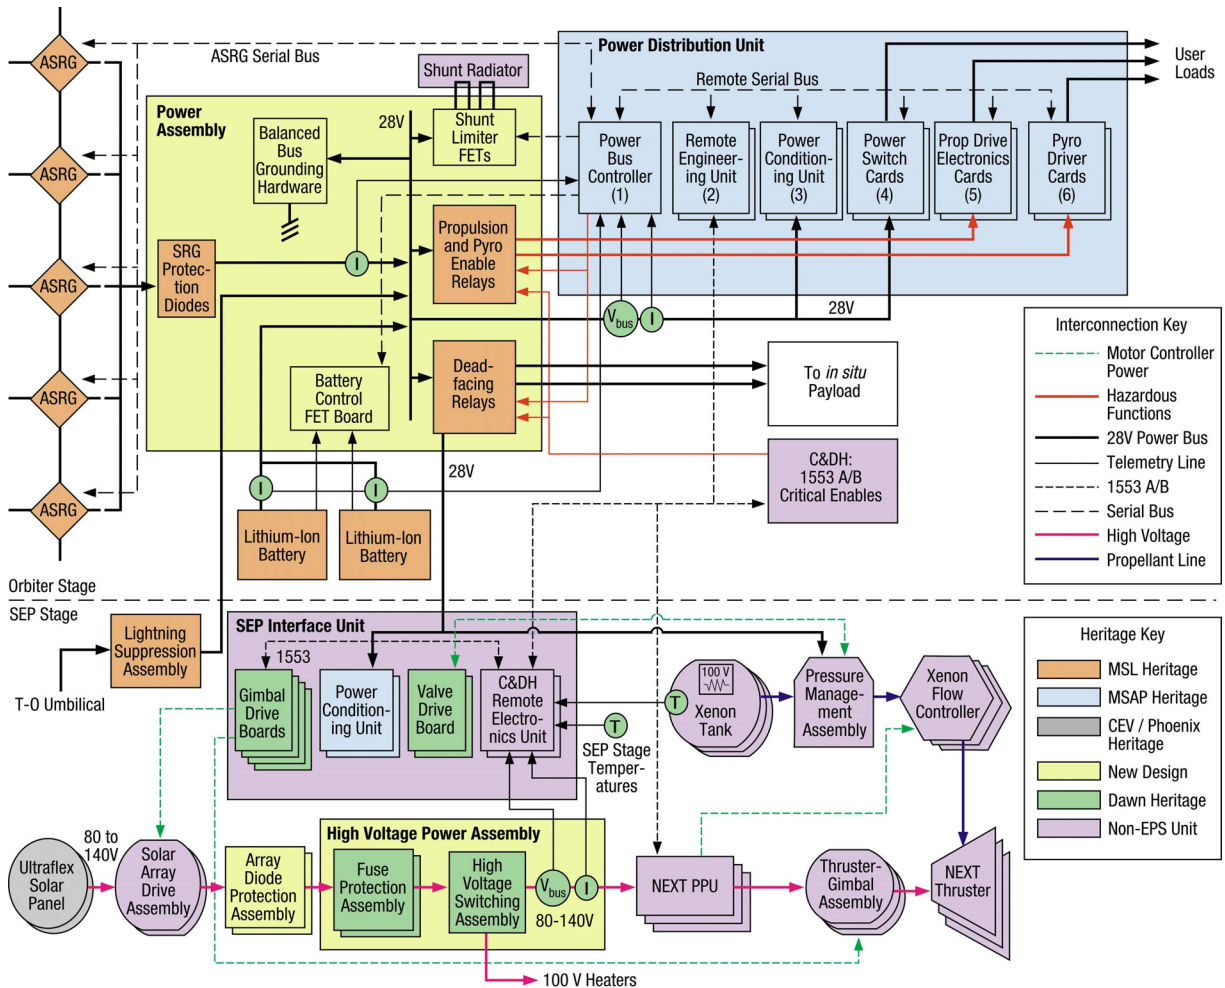 ASRG
ASRG Serial Bus
Power Distribution Unit
User
Loads
Shunt Radiator
Remote Serial Bus
Power
Assembly
28V
Shunt
Limiter
FETs
Balanced
Bus
Grounding
Hardware
Power
Bus
Controller
(1)
Remote
Engineer-
ing Unit
(2)
Power
Condition-
ing Unit
(3)
Power
Switch
Cards
(4)
Prop Drive
Electronics
Cards
(5)
Pyro
Driver
Cards
(6)
ASRG
SRG
Protec-
tion
Diodes
I
Propulsion
and Pyro
Enable
Relays
ASRG
Vbus
I
28V
Dead-
facing
Relays
To in situ
Payload
Battery
Control
FET Board
ASRG
28V
C&DH:
1553 A/B
Critical Enables
I
I
ASRG
Lithium-Ion
Battery
Lithium-Ion
Battery
Interconnection Key
Motor Controller
Power
Hazardous
Functions
28V Power Bus
Telemetry Line
1553 A/B
Serial Bus
High Voltage
Propellant Line
Orbiter Stage
SEP Stage
Lightning
Suppression
Assembly
T-O Umbilical
SEP Interface Unit
1553
Gimbal
Drive
Boards
Power
Condition-
ing Unit
Valve
Drive
Board
C&DH
Remote
Electro-
nics Unit
T
SEP Stage
Temper-
atures
100 V
T
Xenon
Tank
Pressure
Manage-
ment
Assembly
Xenon
Flow
Controller
Heritage Key
MSL Heritage
MSAP Heritage
CEV / Phoenix
Heritage
New Design
Dawn Heritage
Non-EPS Unit
Ultraflex
Solar
Panel
80 to
140V
Solar
Array
Drive
Assembly
Array
Diode
Protection
Assembly
High Voltage Power Assembly
Fuse
Protection
Assembly
High
Voltage
Switching
Assembly
Vbus
I
80-140V
NEXT PPU
Thruster-
Gimbal
Assembly
NEXT
Thruster
100 V Heaters